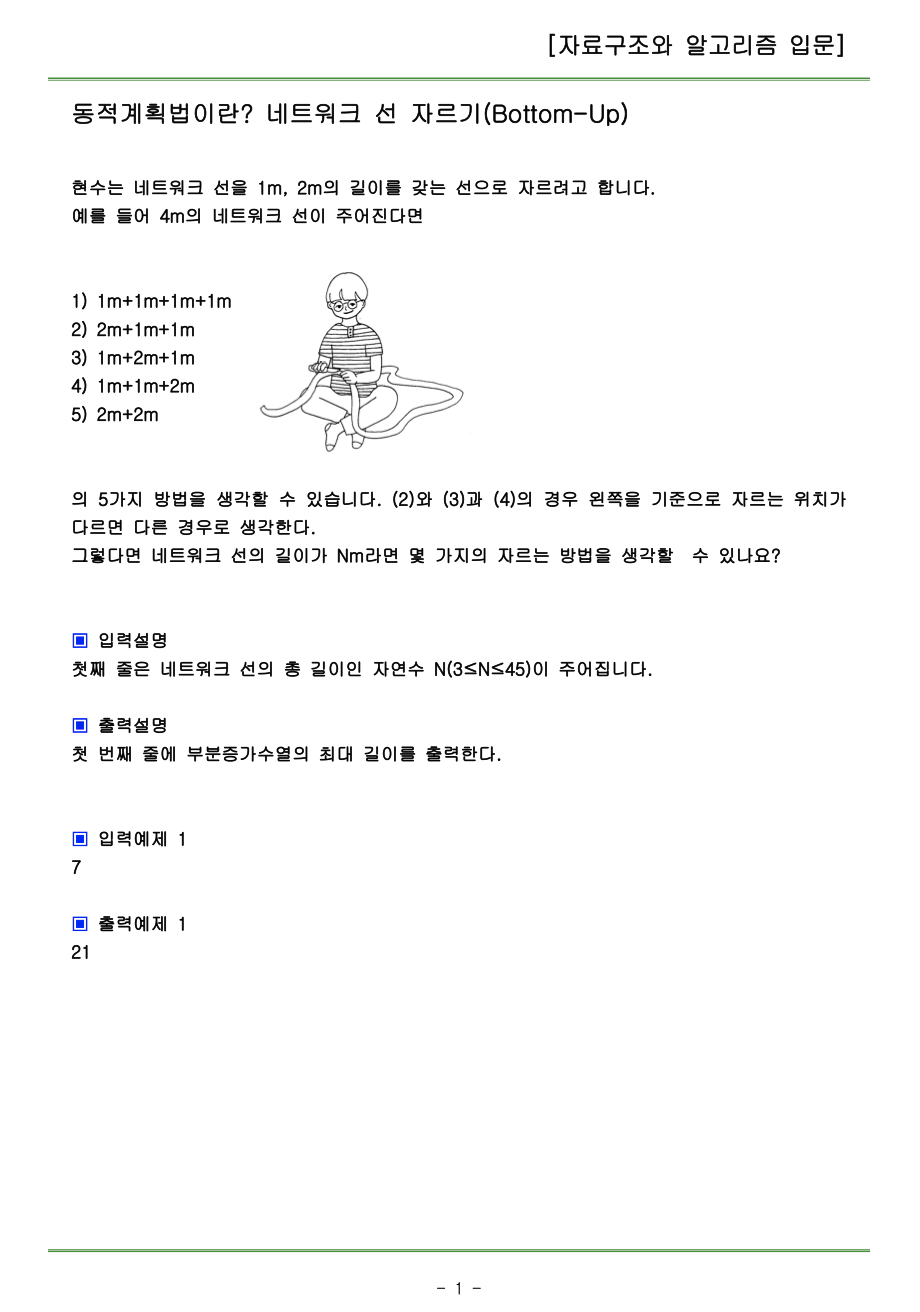 [자료구조와 알고리즘 입문]
동적계획법이란? 네트워크 선 자르기(Bottom-Up)
현수는 네트워크 선을 1m, 2m의 길이를 갖는 선으로 자르려고 합니다.
예를 들어 4m의 네트워크 선이 주어진다면
1) 1m+1m+1m+1m
2) 2m+1m+1m
3) 1m+2m+1m
4) 1m+1m+2m
5) 2m+2m
의 5가지 방법을 생각할 수 있습니다. (2)와 (3)과 (4)의 경우 왼쪽을 기준으로 자르는 위치가
다르면 다른 경우로 생각한다.
그렇다면 네트워크 선의 길이가 Nm라면 몇 가지의 자르는 방법을 생각할 수 있나요?
▣ 입력설명
첫째 줄은 네트워크 선의 총 길이인 자연수 N(3≤N≤45)이 주어집니다.
▣ 출력설명
첫 번째 줄에 부분증가수열의 최대 길이를 출력한다.
▣ 입력예제 1
7
▣ 출력예제 1
21
- 1 -